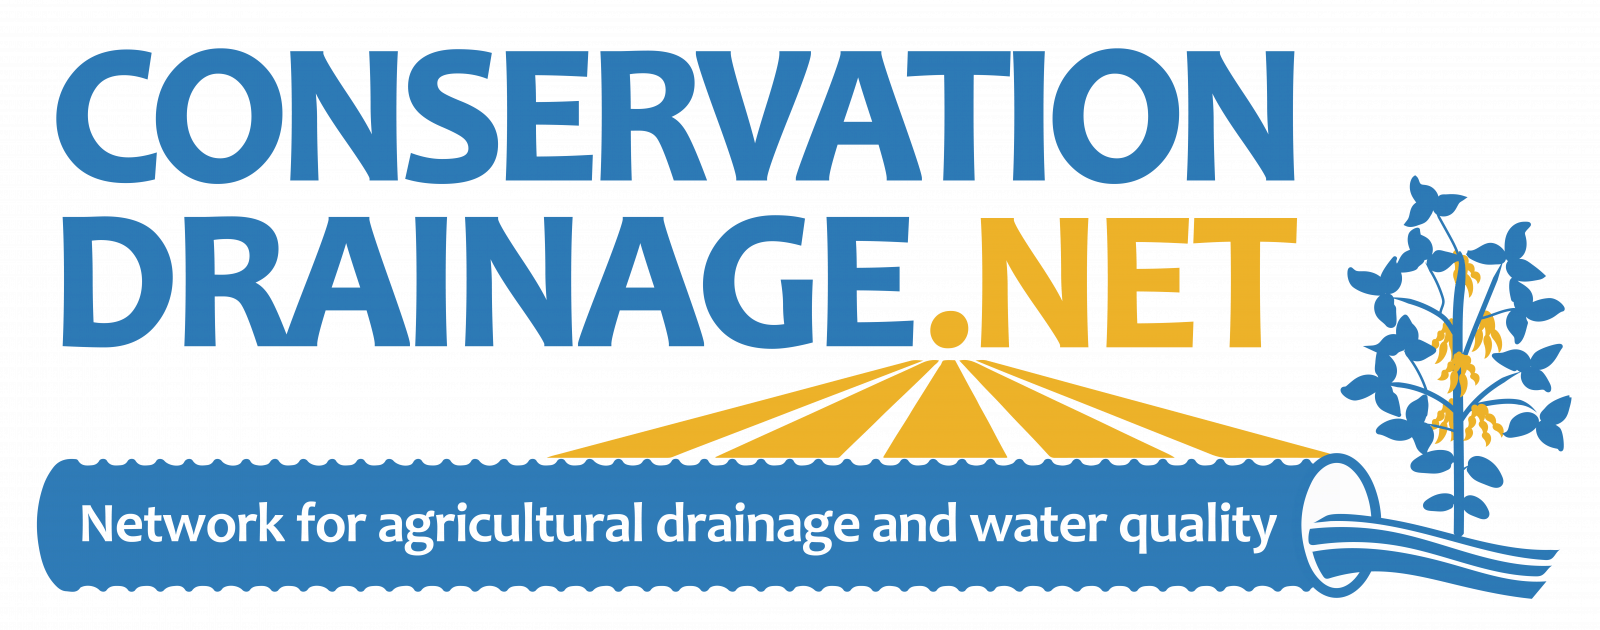 CONSERVATION
DRAINAGE.NET
Network for agricultural drainage and water quality